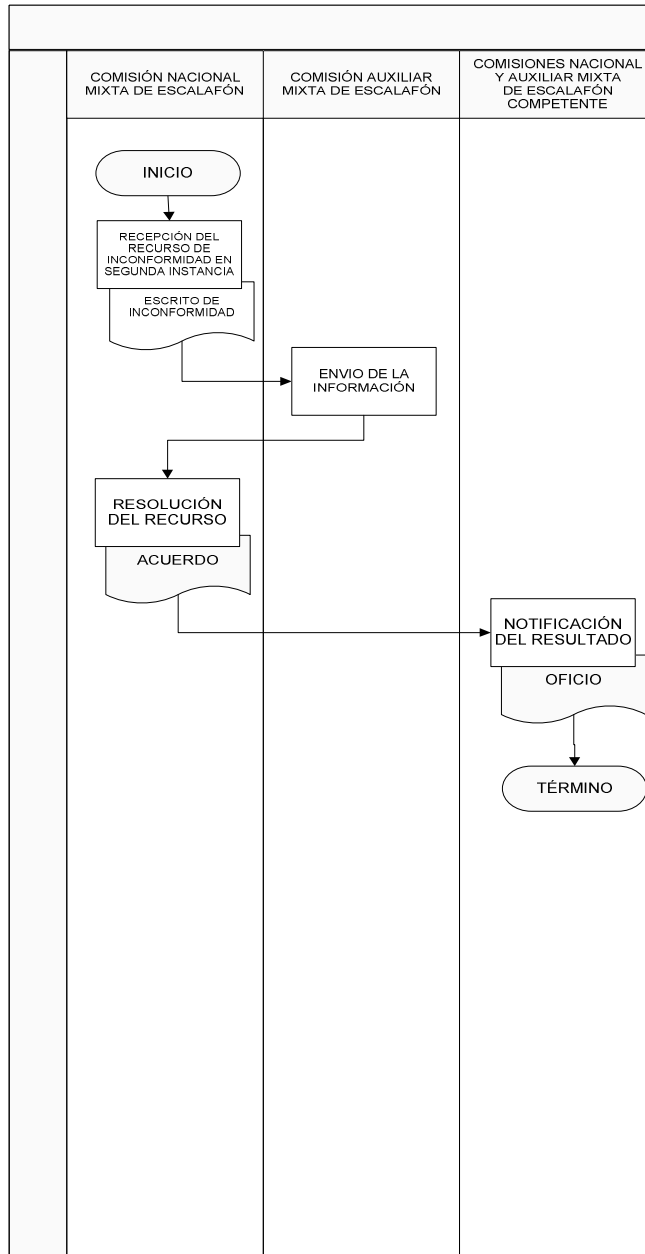 COMISIÓN NACIONAL
MIXTA DE ESCALAFÓN
COMISIÓN AUXILIAR
MIXTA DE ESCALAFÓN
COMISIONES NACIONAL
Y AUXILIAR MIXTA
DE ESCALAFÓN
COMPETENTE
INICIO
RECEPCIÓN DEL
RECURSO DE
INCONFORMIDAD EN
SEGUNDA INSTANCIA
ESCRITO DE
INCONFORMIDAD
ENVIO DE LA
INFORMACIÓN
RESOLUCIÓN
DEL RECURSO
ACUERDO
NOTIFICACIÓN
DEL RESULTADO
OFICIO
TÉRMINO